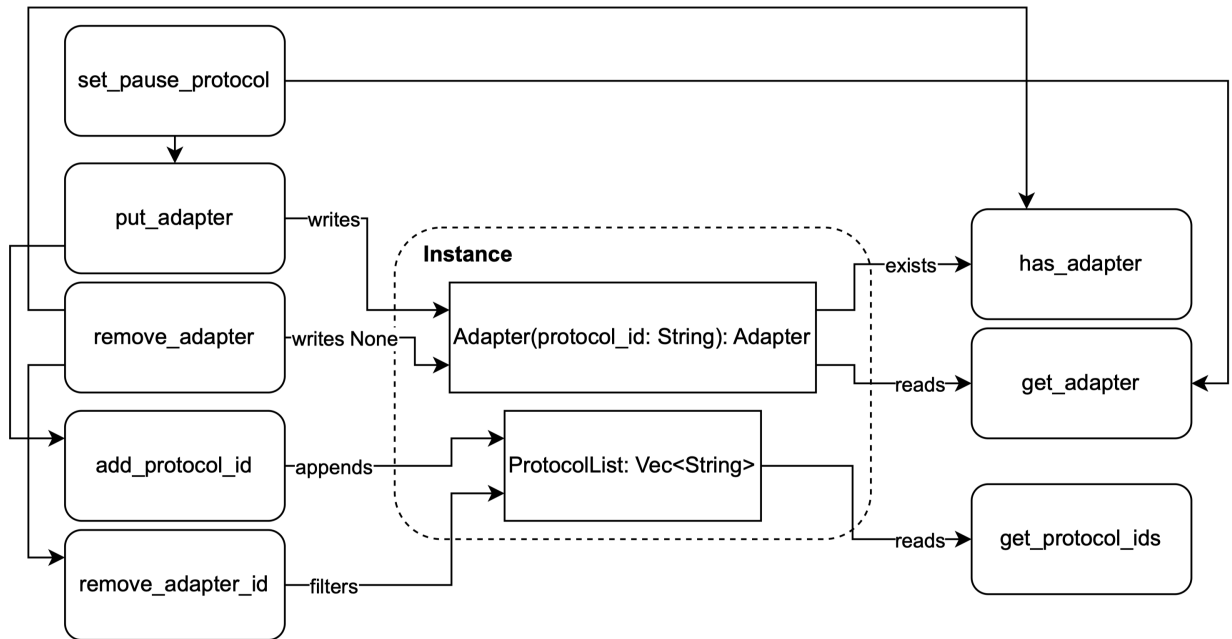 set_pause_protocol
put_adapter
writes
Instance
exists
has_adapter
remove_adapter
writes None
Adapter(protocol_id: String): Adapter
reads
get_adapter
add_protocol_id
appends
ProtocolList: Vec<String>
reads
get_protocol_ids
remove_adapter_id
filters